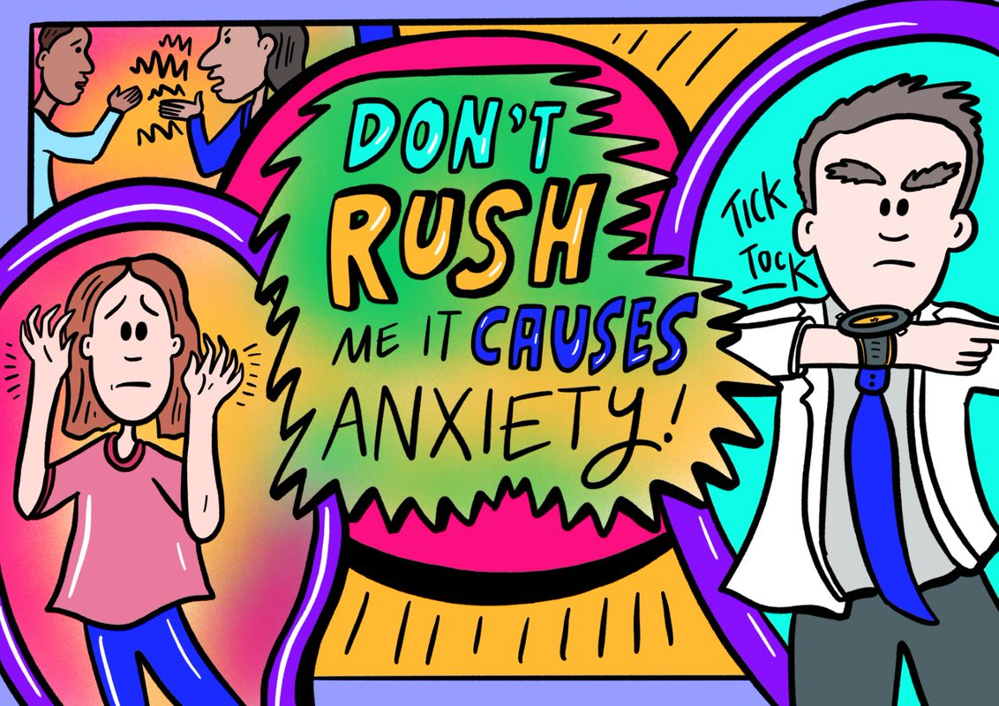 DON'T
RUSH
ME IT CAUSES
ANXIETY!
TICK
TOCK